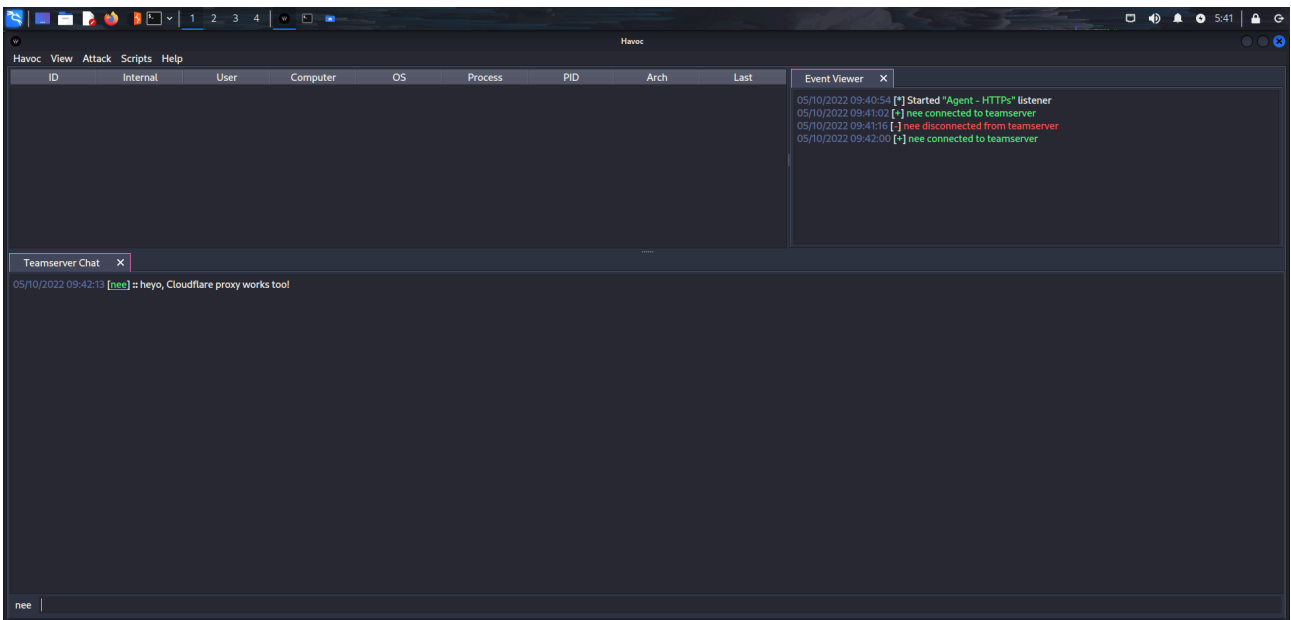 1 2 3 4 5:41
Havoc
Havoc View Attack Scripts Help
ID Internal User Computer OS Process PID Arch Last
Event Viewer
05/10/2022 09:40:54 [*] Started "Agent - HTTPs" listener
05/10/2022 09:41:02 [+] nee connected to teamserver
05/10/2022 09:41:16 [-] nee disconnected from teamserver
05/10/2022 09:42:00 [+] nee connected to teamserver
Teamserver Chat
05/10/2022 09:42:13 [nee] :: heyo, Cloudflare proxy works too!
nee